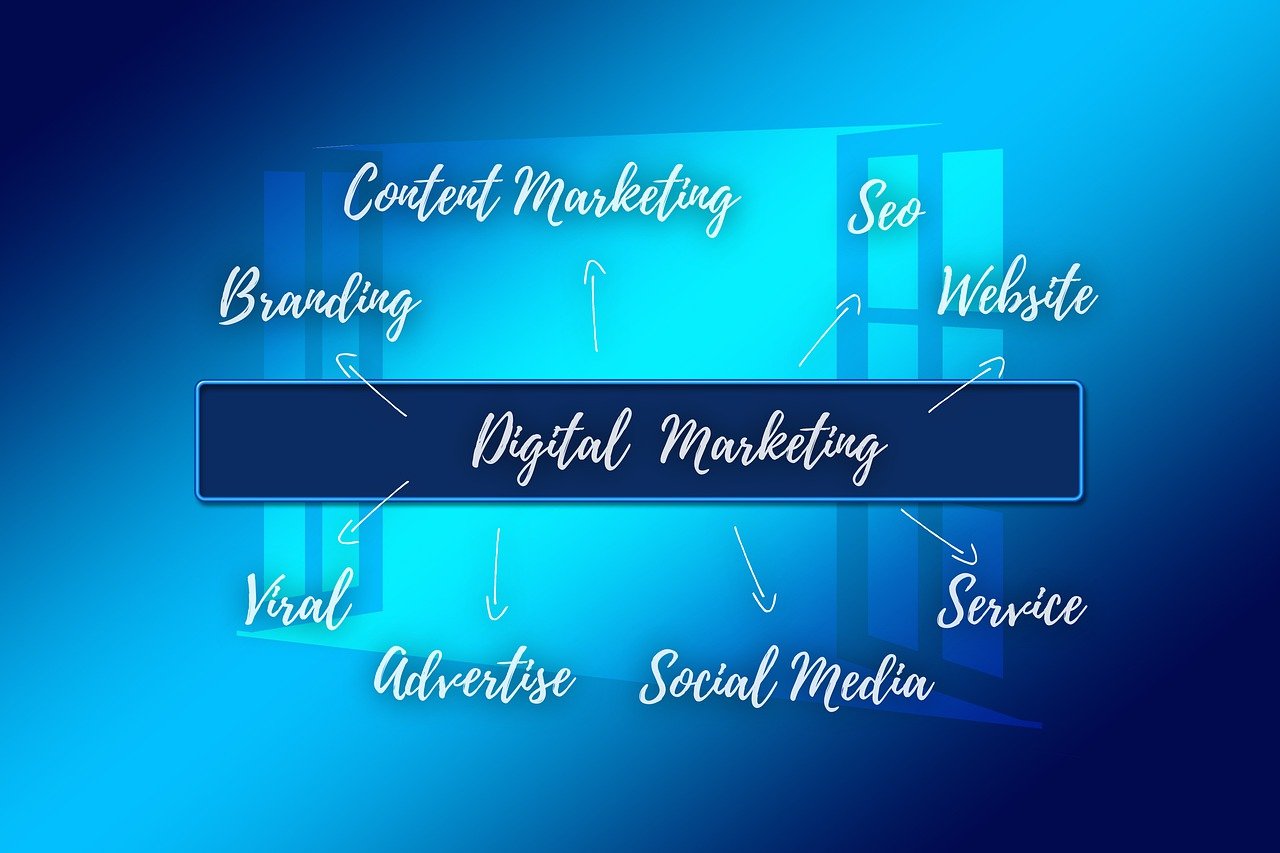 Content Marketing
Seo
Branding
Website
Digital Marketing
Viral
Service
Advertise
Social Media